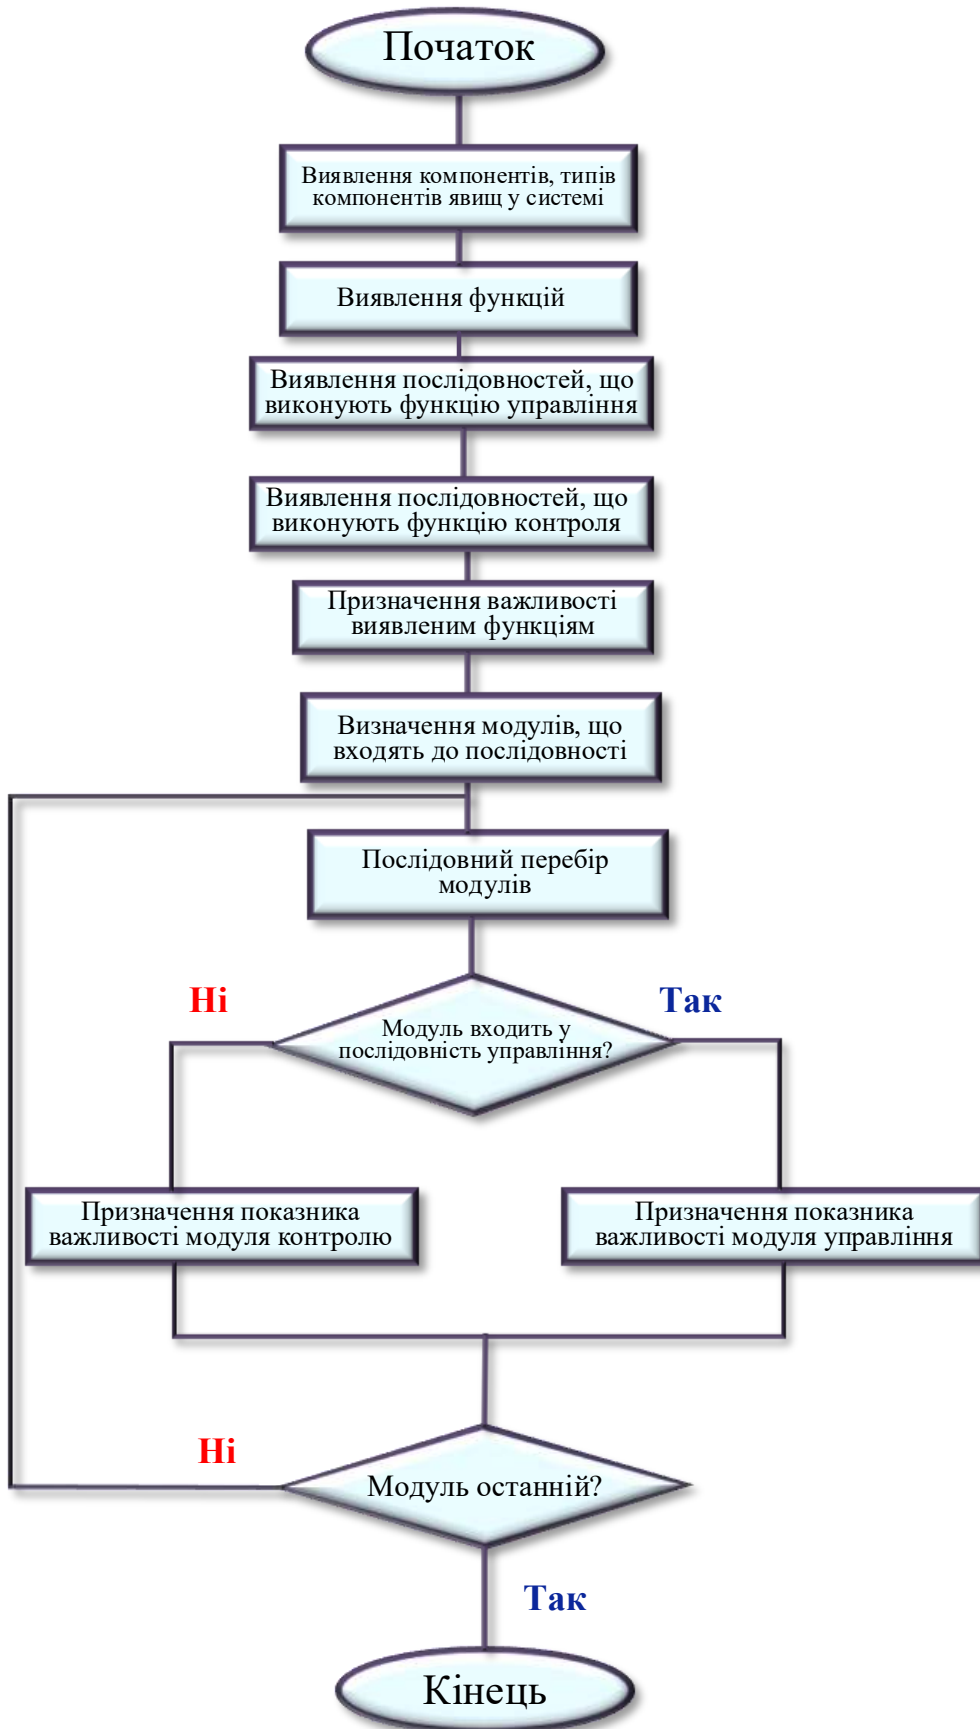 Початок
Виявлення компонентів, типів
компонентів явищ у системі
Виявлення функцій
Виявлення послідовностей, що
виконують функцію управління
Виявлення послідовностей, що
виконують функцію контроля
Призначення важливості
виявленим функціям
Визначення модулів, що
входять до послідовності
Послідовний перебір
модулів
Ні
Так
Модуль входить у
послідовність управління?
Призначення показника
важливості модуля контролю
Призначення показника
важливості модуля управління
Ні
Модуль останній?
Так
Кінець